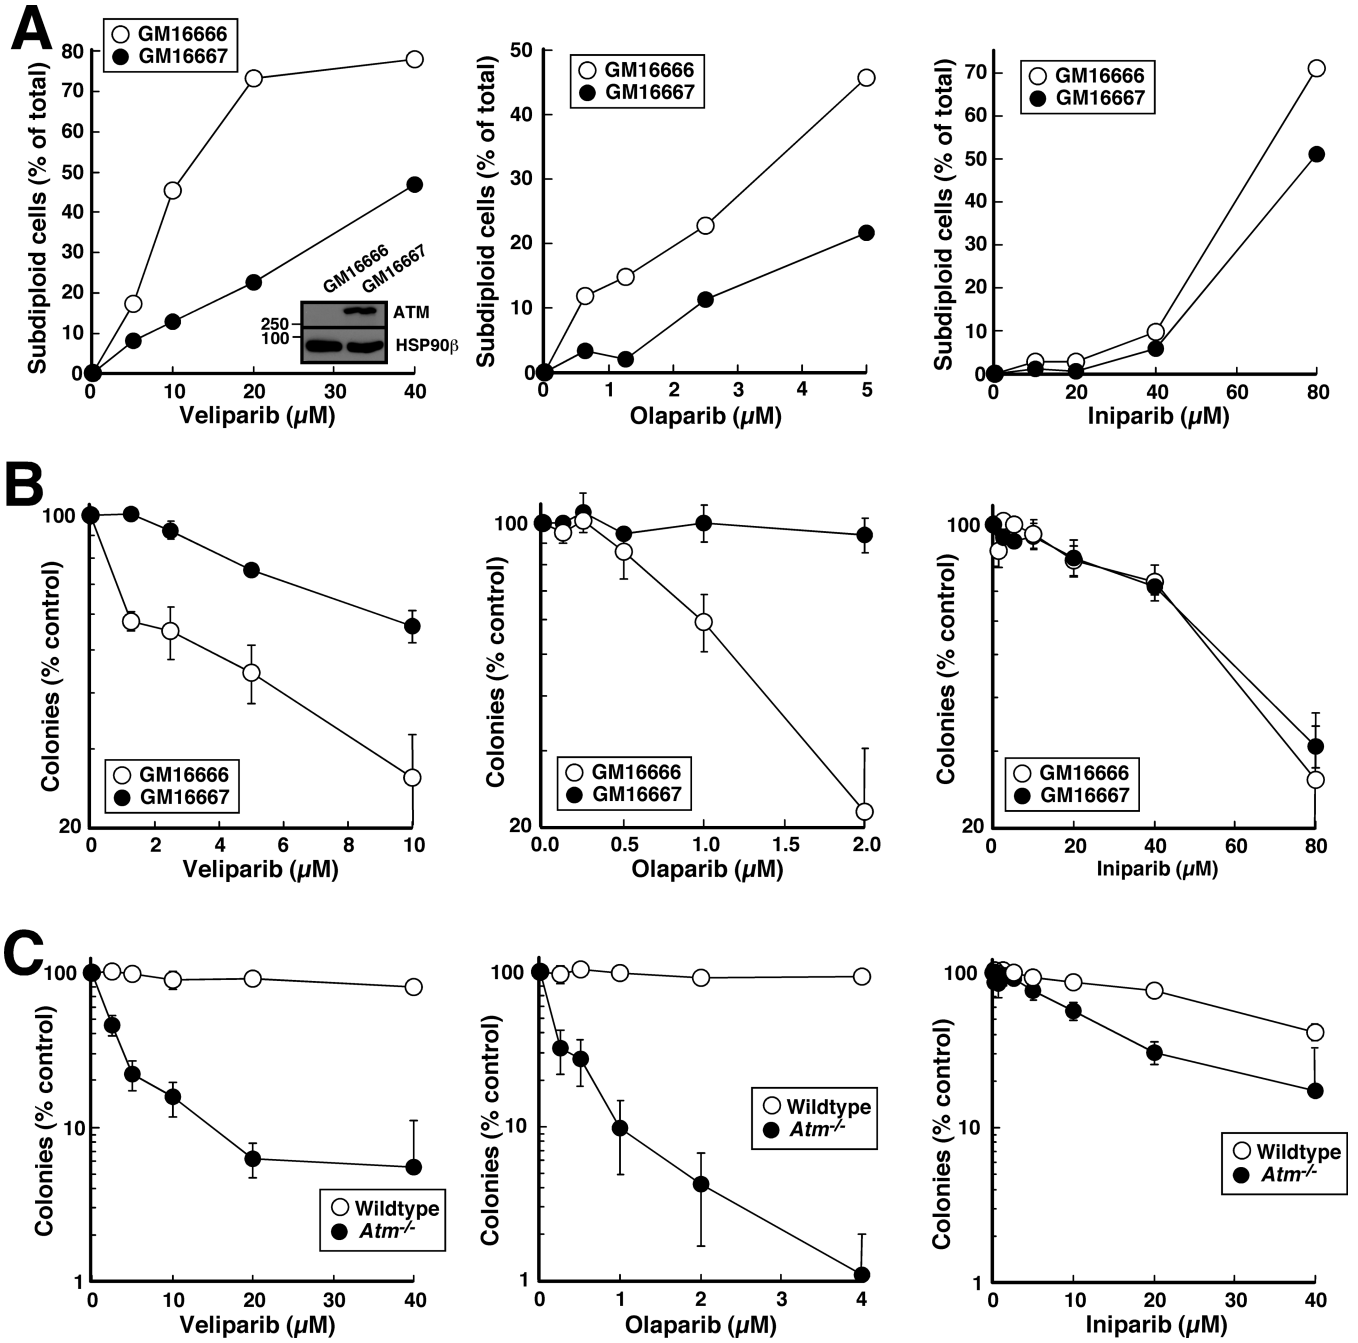 A
GM16666
GM16667
Subdiploid cells (% of total)
80
70
60
50
40
30
20
10
0
0
10
20
30
40
Veliparib (µM)
GM16666
GM16667
250
100
ATM
HSP90β
GM16666
GM16667
Subdiploid cells (% of total)
50
40
30
20
10
0
0
1
2
3
4
5
Olaparib (µM)
GM16666
GM16667
Subdiploid cells (% of total)
70
60
50
40
30
20
10
0
0
20
40
60
80
Iniparib (µM)
B
Colonies (% control)
100
20
GM16666
GM16667
0
2
4
6
8
10
Veliparib (µM)
Colonies (% control)
100
20
GM16666
GM16667
0.0
0.5
1.0
1.5
2.0
Olaparib (µM)
Colonies (% control)
100
20
GM16666
GM16667
0
20
40
60
80
Iniparib (µM)
C
Colonies (% control)
100
10
1
Wildtype
Atm-/-
0
10
20
30
40
Veliparib (µM)
Colonies (% control)
100
10
1
Wildtype
Atm-/-
0
1
2
3
4
Olaparib (µM)
Colonies (% control)
100
10
1
Wildtype
Atm-/-
0
10
20
30
40
Iniparib (µM)